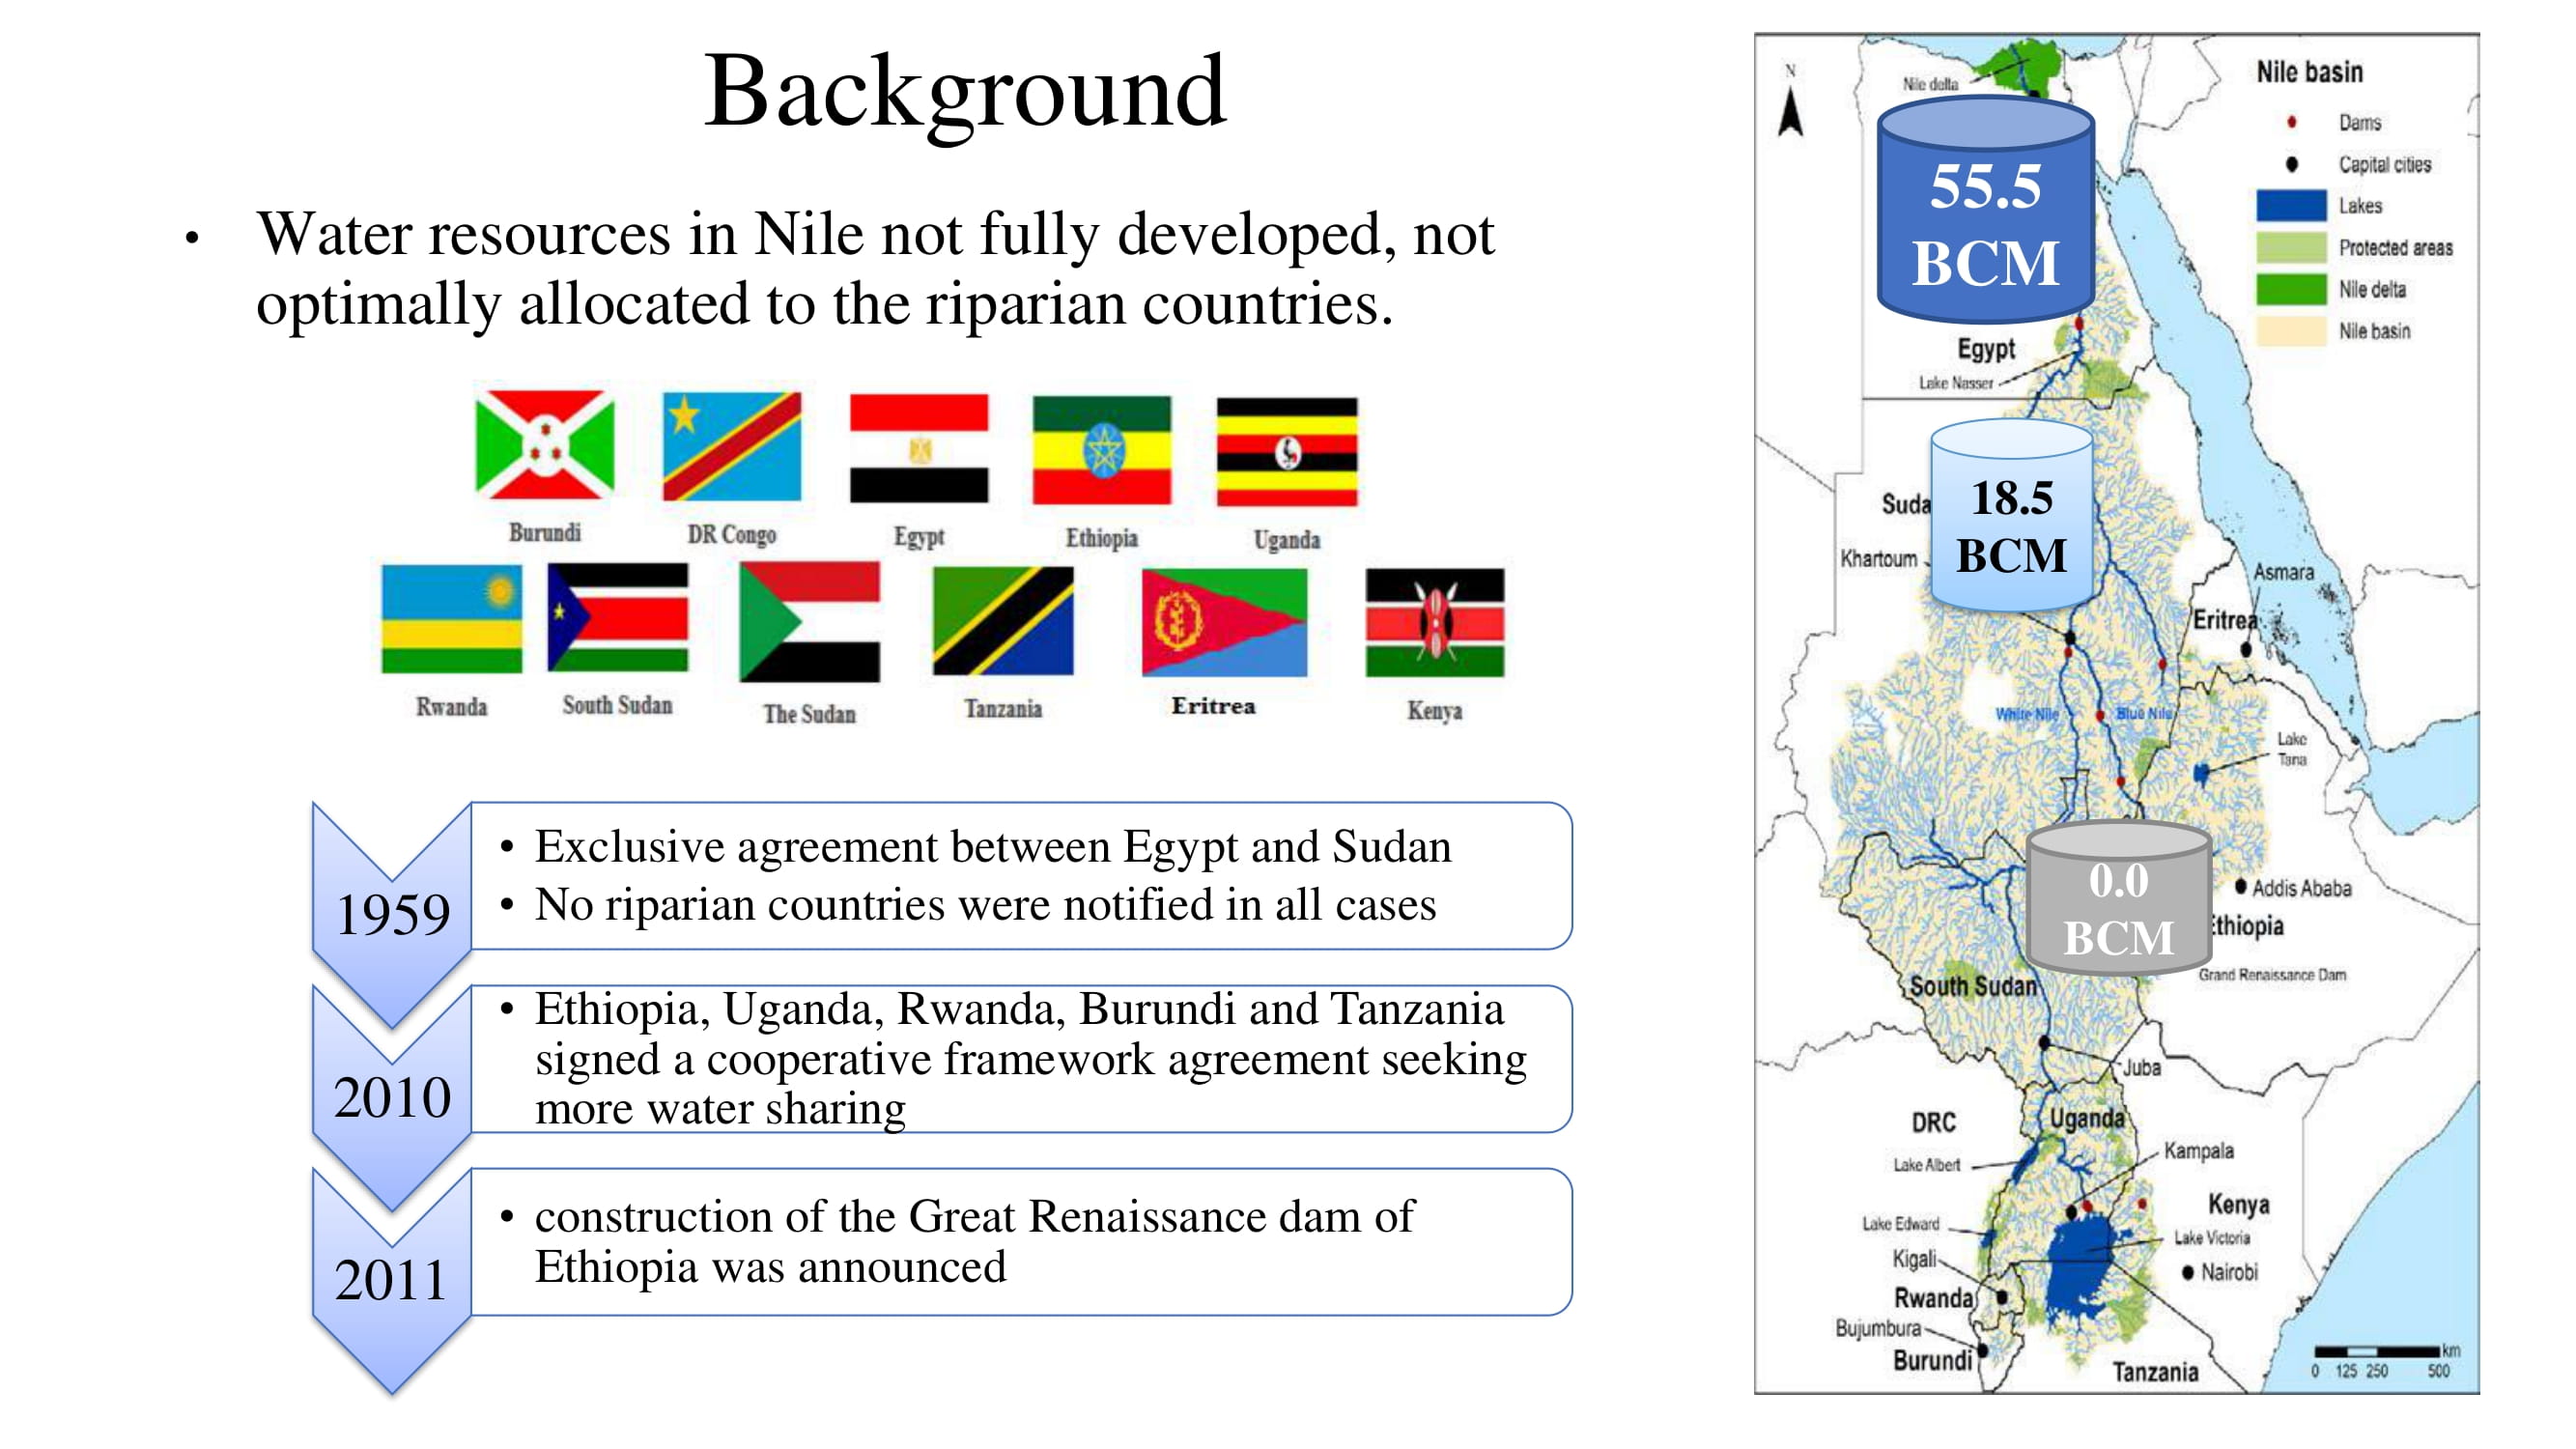 Background
• Water resources in Nile not fully developed, not
optimally allocated to the riparian countries.
Burundi
DR Congo
Egypt
Ethiopia
Uganda
Rwanda
South Sudan
The Sudan
Tanzania
Eritrea
Kenya
1959
• Exclusive agreement between Egypt and Sudan
• No riparian countries were notified in all cases
2010
• Ethiopia, Uganda, Rwanda, Burundi and Tanzania
signed a cooperative framework agreement seeking
more water sharing
2011
• construction of the Great Renaissance dam of
Ethiopia was announced
N
Nile delta
Nile basin
Dams
Capital cities
Lakes
Protected areas
Nile delta
Nile basin
55.5
BCM
Egypt
Lake Nasser
18.5
BCM
Suda
Khartoum
Asmara
Eritrea
White Nile
Blue Nile
Lake
Tana
0.0
BCM
Addis Ababa
Ethiopia
Grand Renaissance Dam
South Sudan
Juba
DRC
Uganda
Kampala
Lake Albert
Kenya
Lake Edward
Lake Victoria
Kigali
Nairobi
Rwanda
Bujumbura
Burundi
Tanzania
km
0 125 250 500